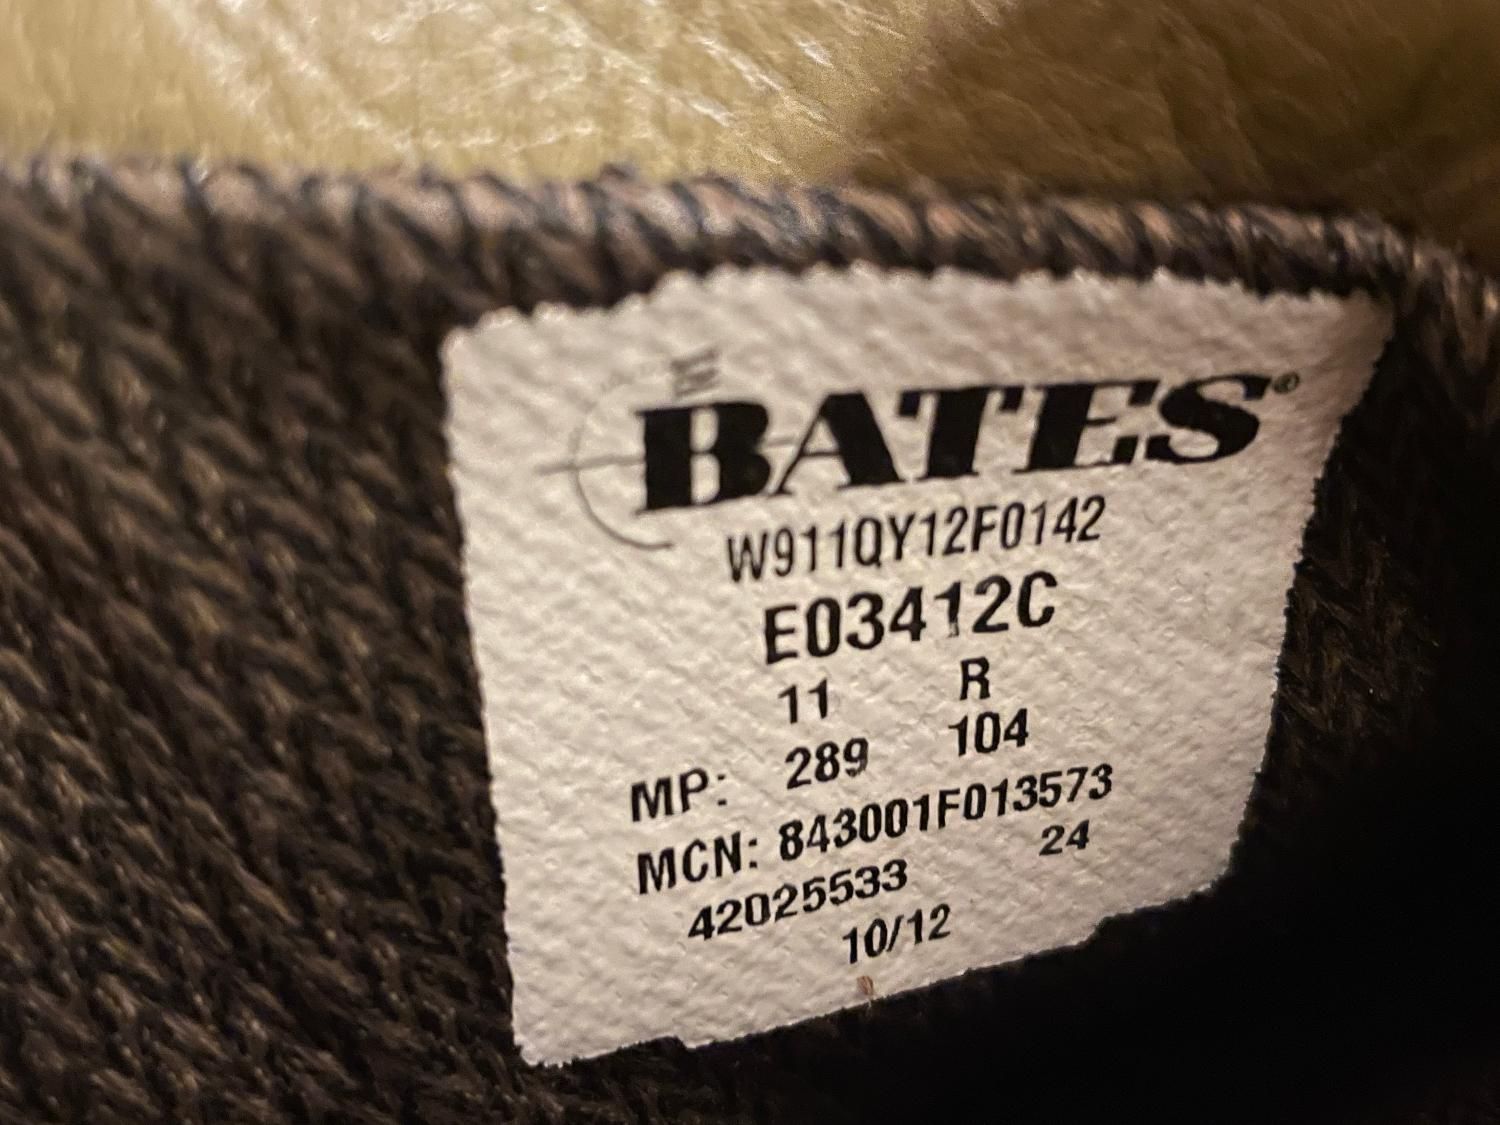 BATES®
W911QY12F0142
E03412C
11 R
MP: 289 104
MCN: 843001F013573
42025533 24
10/12